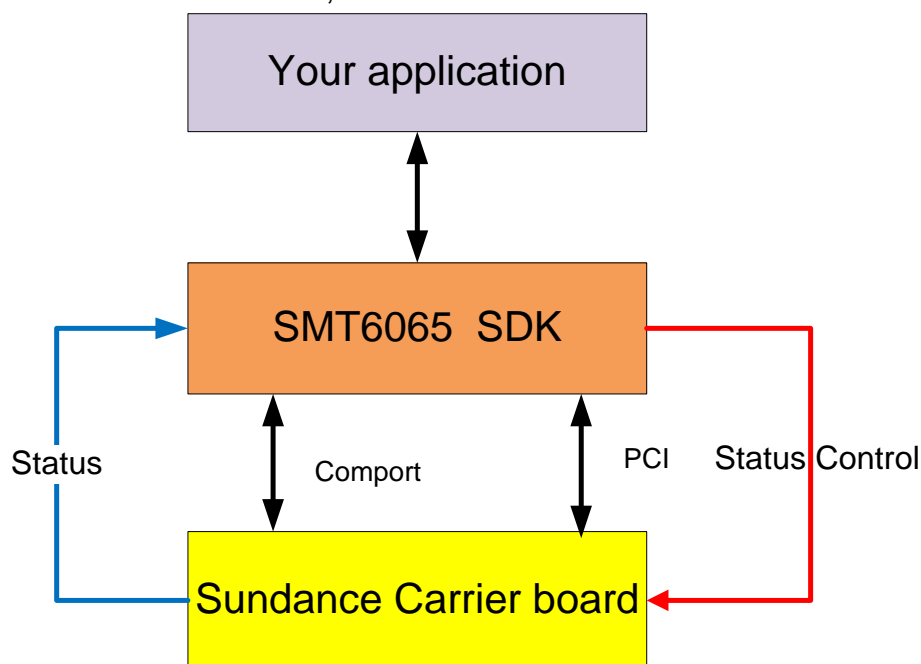 Your application
SMT6065 SDK
Status
Comport
PCI
Status Control
Sundance Carrier board